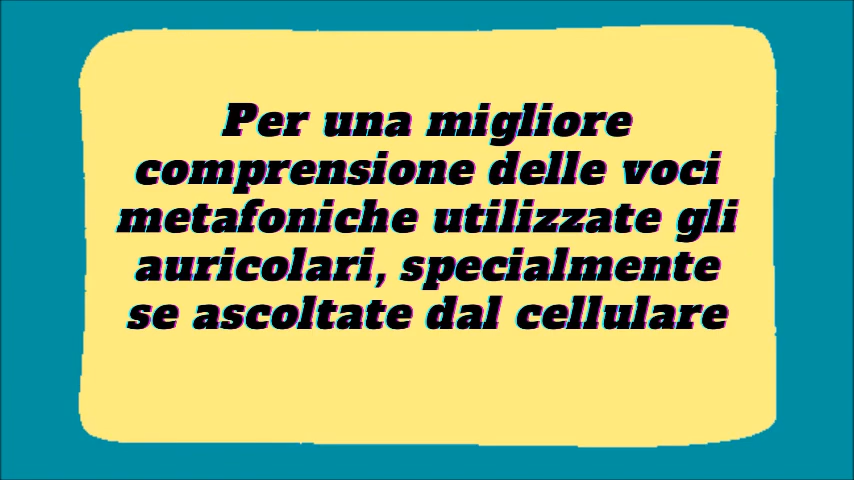 Per una migliore
comprensione delle voci
metafoniche utilizzate gli
auricolari, specialmente
se ascoltate dal cellulare